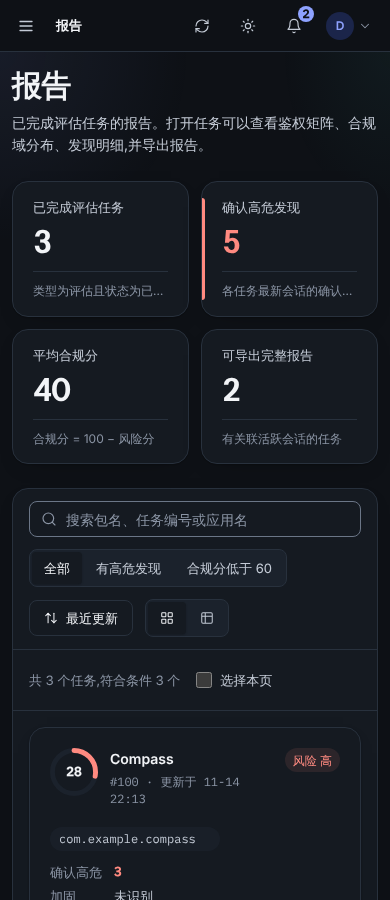 报告
2
D
报告
已完成评估任务的报告。打开任务可以查看鉴权矩阵、合规
域分布、发现明细,并导出报告。
已完成评估任务
3
类型为评估且状态为已…
确认高危发现
5
各任务最新会话的确认…
平均合规分
40
合规分 = 100 − 风险分
可导出完整报告
2
有关联活跃会话的任务
搜索包名、任务编号或应用名
全部 有高危发现 合规分低于 60
最近更新
共 3 个任务,符合条件 3 个 选择本页
28
Compass
#100 · 更新于 11-14
22:13
风险 高
com.example.compass
确认高危 3
加固 未识别